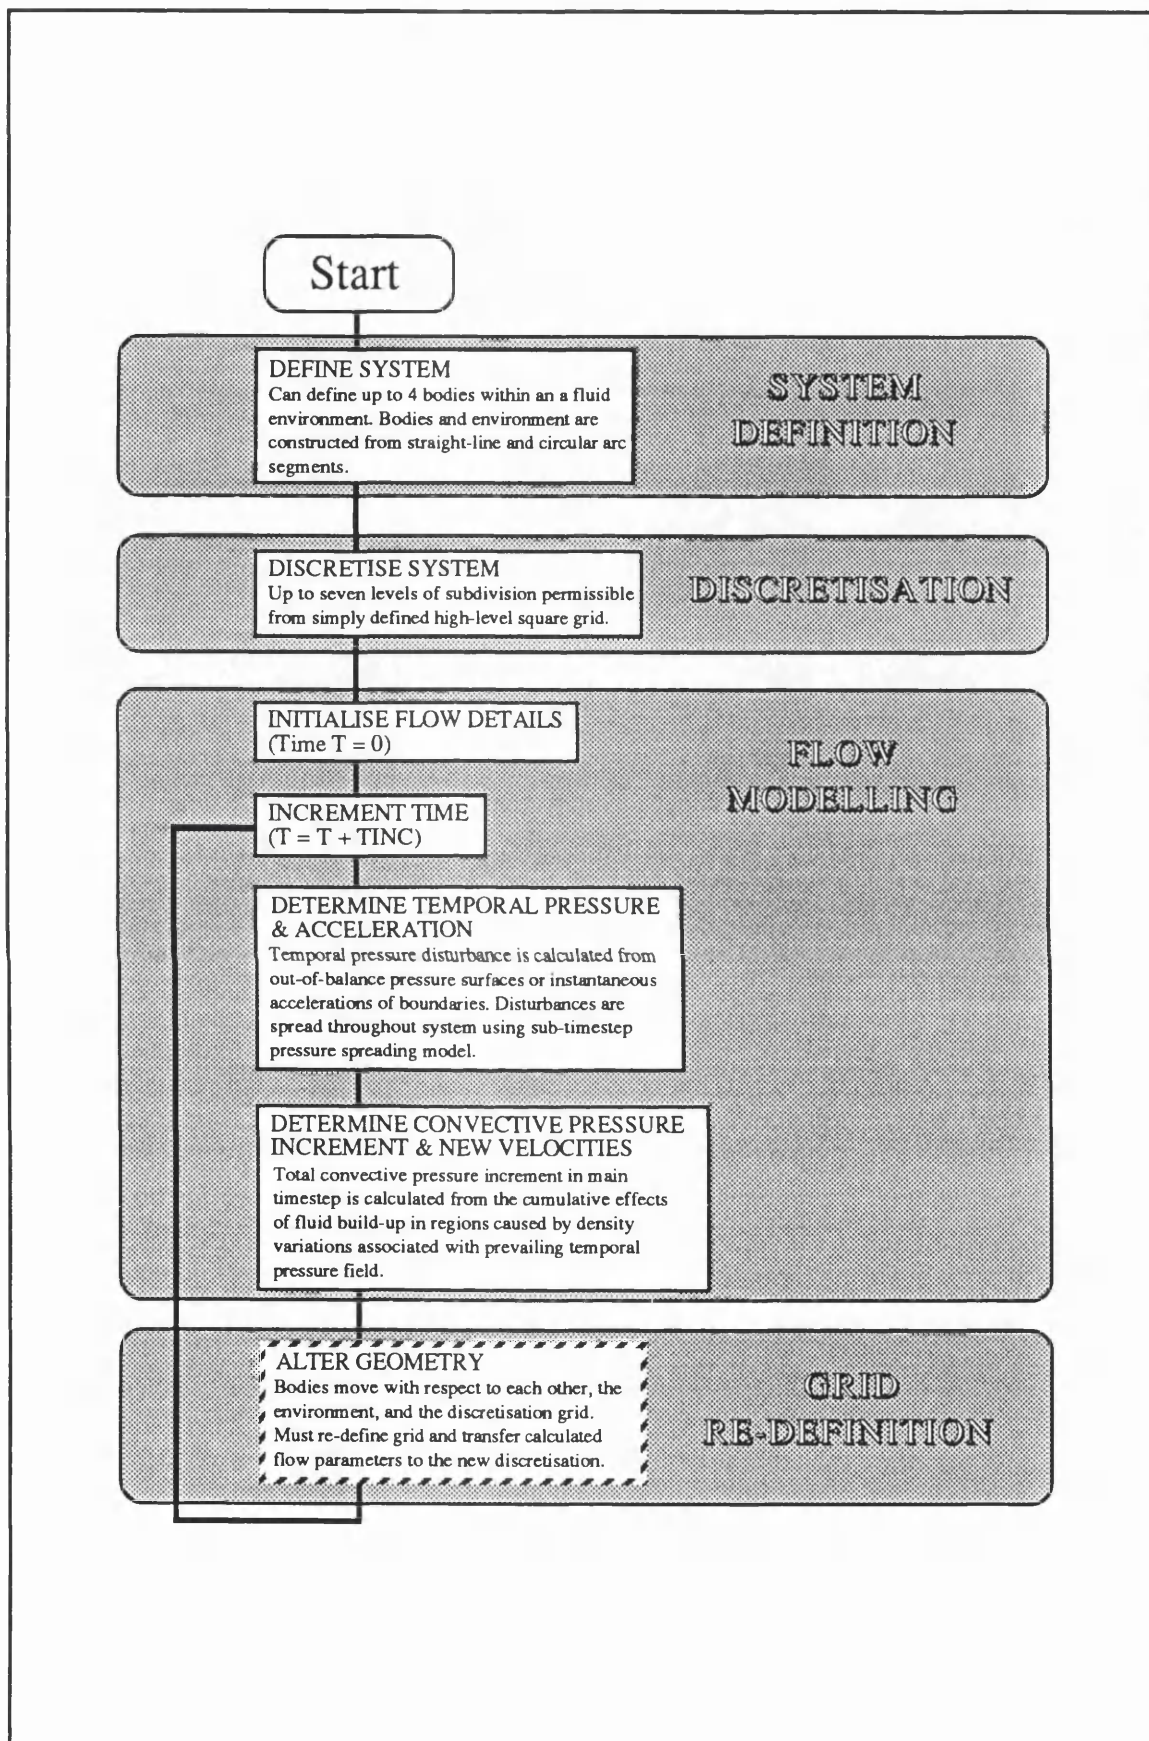 Start
DEFINE SYSTEM
Can define up to 4 bodies within an a fluid
environment. Bodies and environment are
constructed from straight-line and circular arc
segments.
SYSTEM
DEFINITION
DISCRETISE SYSTEM
Up to seven levels of subdivision permissible
from simply defined high-level square grid.
DISCRETISATION
INITIALISE FLOW DETAILS
(Time T = 0)
FLOW
MODELLING
INCREMENT TIME
(T = T + TINC)
DETERMINE TEMPORAL PRESSURE
& ACCELERATION
Temporal pressure disturbance is calculated from
out-of-balance pressure surfaces or instantaneous
accelerations of boundaries. Disturbances are
spread throughout system using sub-timestep
pressure spreading model.
DETERMINE CONVECTIVE PRESSURE
INCREMENT & NEW VELOCITIES
Total convective pressure increment in main
timestep is calculated from the cumulative effects
of fluid build-up in regions caused by density
variations associated with prevailing temporal
pressure field.
ALTER GEOMETRY
Bodies move with respect to each other, the
environment, and the discretisation grid.
Must re-define grid and transfer calculated
flow parameters to the new discretisation.
GRID
RE-DEFINITION